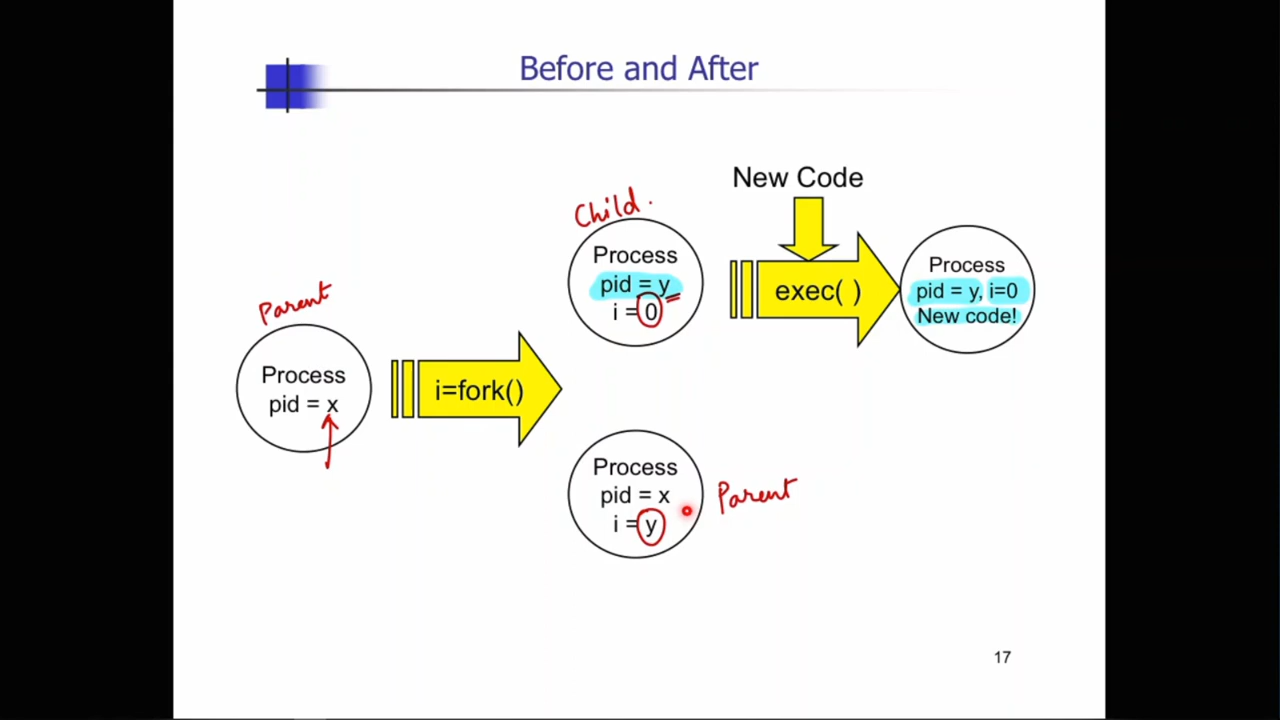 Before and After
New Code
Child.
Process
pid = y
i = 0
exec( )
Process
pid = y, i=0
New code!
Parent
Process
pid = x
i=fork()
Process
pid = x
i = y
Parent
17